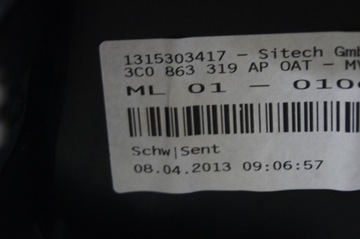 1315303417 - Sitech Gmb
3C0 863 319 AP OAT - MV
ML 01 - 010
Schw|Sent
08.04.2013 09:06:57